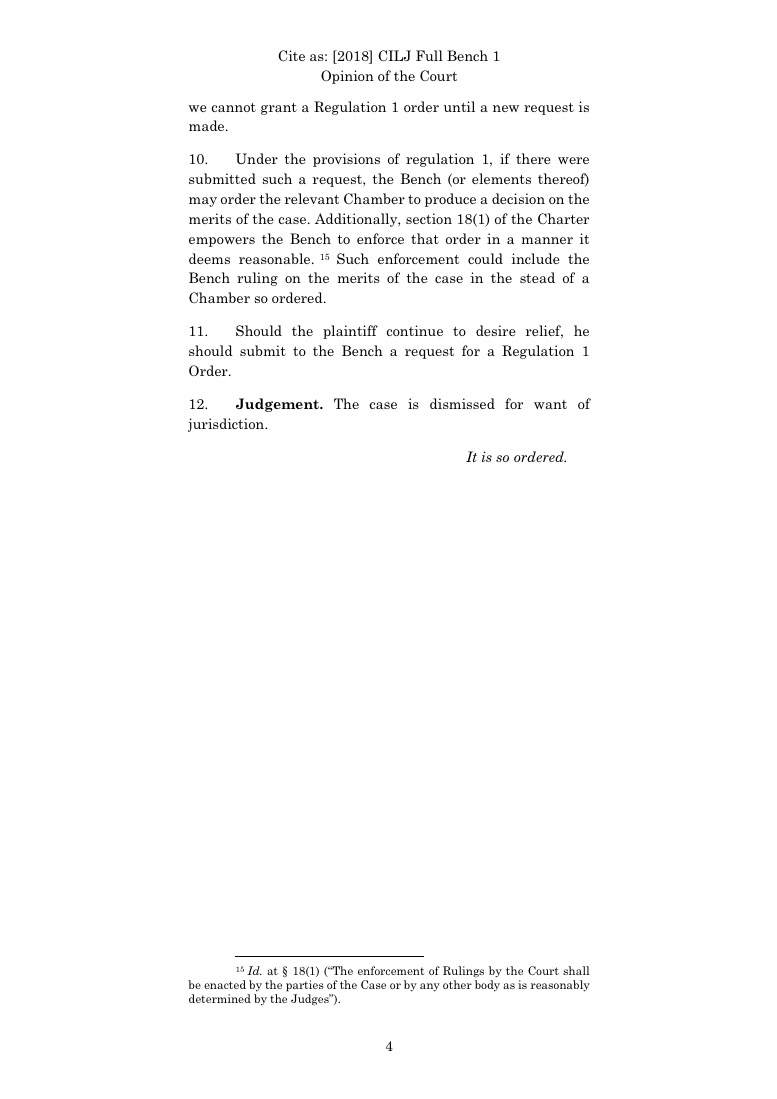 Cite as: [2018] CILJ Full Bench 1
Opinion of the Court
we cannot grant a Regulation 1 order until a new request is
made.
10. Under the provisions of regulation 1, if there were
submitted such a request, the Bench (or elements thereof)
may order the relevant Chamber to produce a decision on the
merits of the case. Additionally, section 18(1) of the Charter
empowers the Bench to enforce that order in a manner it
deems reasonable. 15 Such enforcement could include the
Bench ruling on the merits of the case in the stead of a
Chamber so ordered.
11. Should the plaintiff continue to desire relief, he
should submit to the Bench a request for a Regulation 1
Order.
12. Judgement. The case is dismissed for want of
jurisdiction.
It is so ordered.
15 Id. at § 18(1) (“The enforcement of Rulings by the Court shall
be enacted by the parties of the Case or by any other body as is reasonably
determined by the Judges”).
4